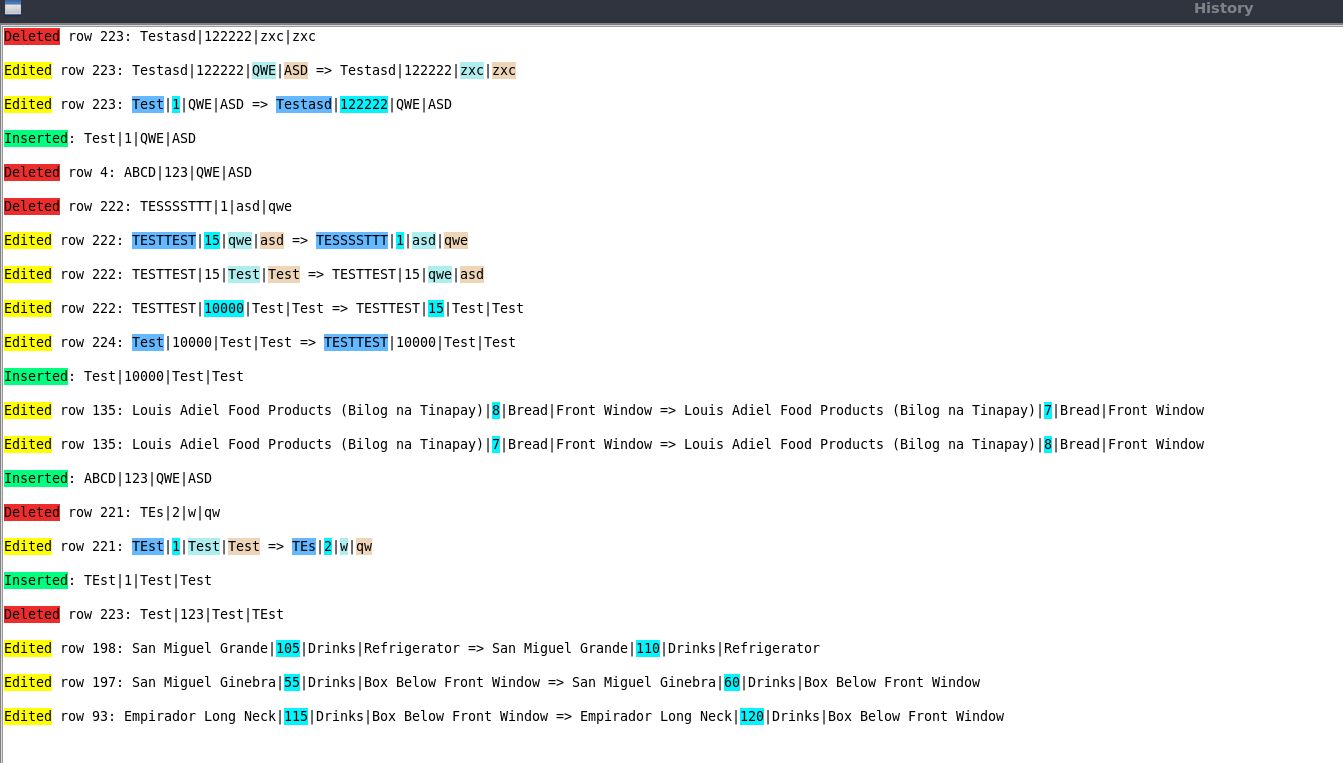 History
Deleted row 223: Testasd|122222|zxc|zxc
Edited row 223: Testasd|122222|QWE|ASD => Testasd|122222|zxc|zxc
Edited row 223: Test|1|QWE|ASD => Testasd|122222|QWE|ASD
Inserted: Test|1|QWE|ASD
Deleted row 4: ABCD|123|QWE|ASD
Deleted row 222: TESSSSTTT|1|asd|qwe
Edited row 222: TESTTEST|15|qwe|asd => TESSSSTTT|1|asd|qwe
Edited row 222: TESTTEST|15|Test|Test => TESTTEST|15|qwe|asd
Edited row 222: TESTTEST|10000|Test|Test => TESTTEST|15|Test|Test
Edited row 224: Test|10000|Test|Test => TESTTEST|10000|Test|Test
Inserted: Test|10000|Test|Test
Edited row 135: Louis Adiel Food Products (Bilog na Tinapay)|8|Bread|Front Window => Louis Adiel Food Products (Bilog na Tinapay)|7|Bread|Front Window
Edited row 135: Louis Adiel Food Products (Bilog na Tinapay)|7|Bread|Front Window => Louis Adiel Food Products (Bilog na Tinapay)|8|Bread|Front Window
Inserted: ABCD|123|QWE|ASD
Deleted row 221: TEs|2|w|qw
Edited row 221: TEst|1|Test|Test => TEs|2|w|qw
Inserted: TEst|1|Test|Test
Deleted row 223: Test|123|Test|TEst
Edited row 198: San Miguel Grande|105|Drinks|Refrigerator => San Miguel Grande|110|Drinks|Refrigerator
Edited row 197: San Miguel Ginebra|55|Drinks|Box Below Front Window => San Miguel Ginebra|60|Drinks|Box Below Front Window
Edited row 93: Empirador Long Neck|115|Drinks|Box Below Front Window => Empirador Long Neck|120|Drinks|Box Below Front Window